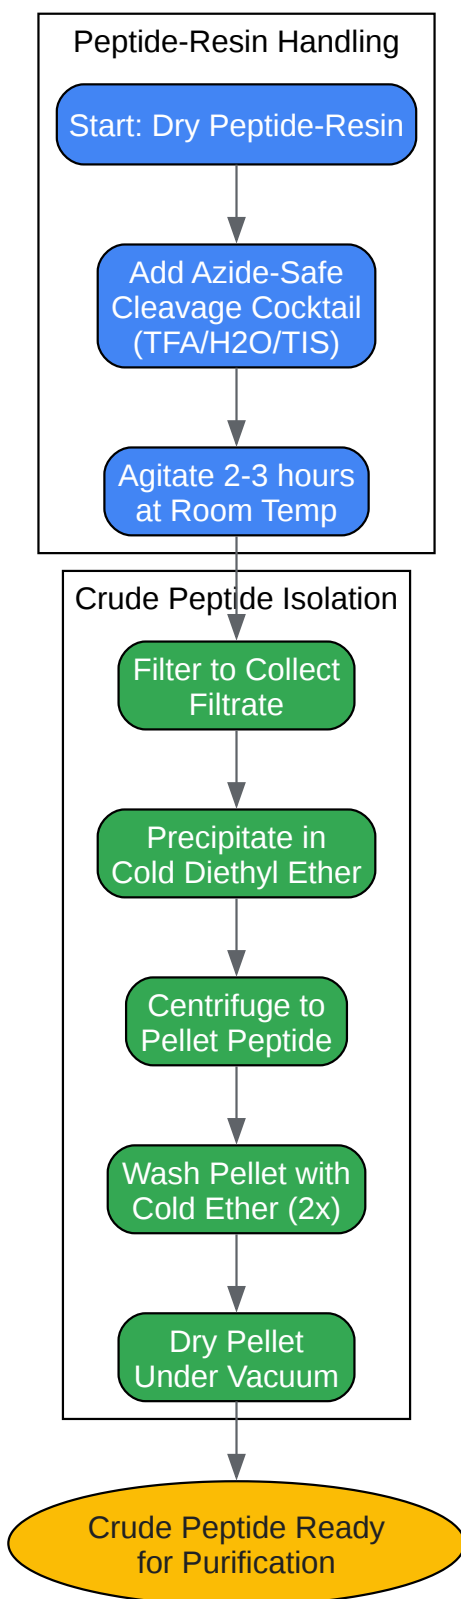 Peptide-Resin Handling
Start: Dry Peptide-Resin
Add Azide-Safe
Cleavage Cocktail
(TFA/H2O/TIS)
Agitate 2-3 hours
at Room Temp
Crude Peptide Isolation
Filter to Collect
Filtrate
Precipitate in
Cold Diethyl Ether
Centrifuge to
Pellet Peptide
Wash Pellet with
Cold Ether (2x)
Dry Pellet
Under Vacuum
Crude Peptide Ready
for Purification